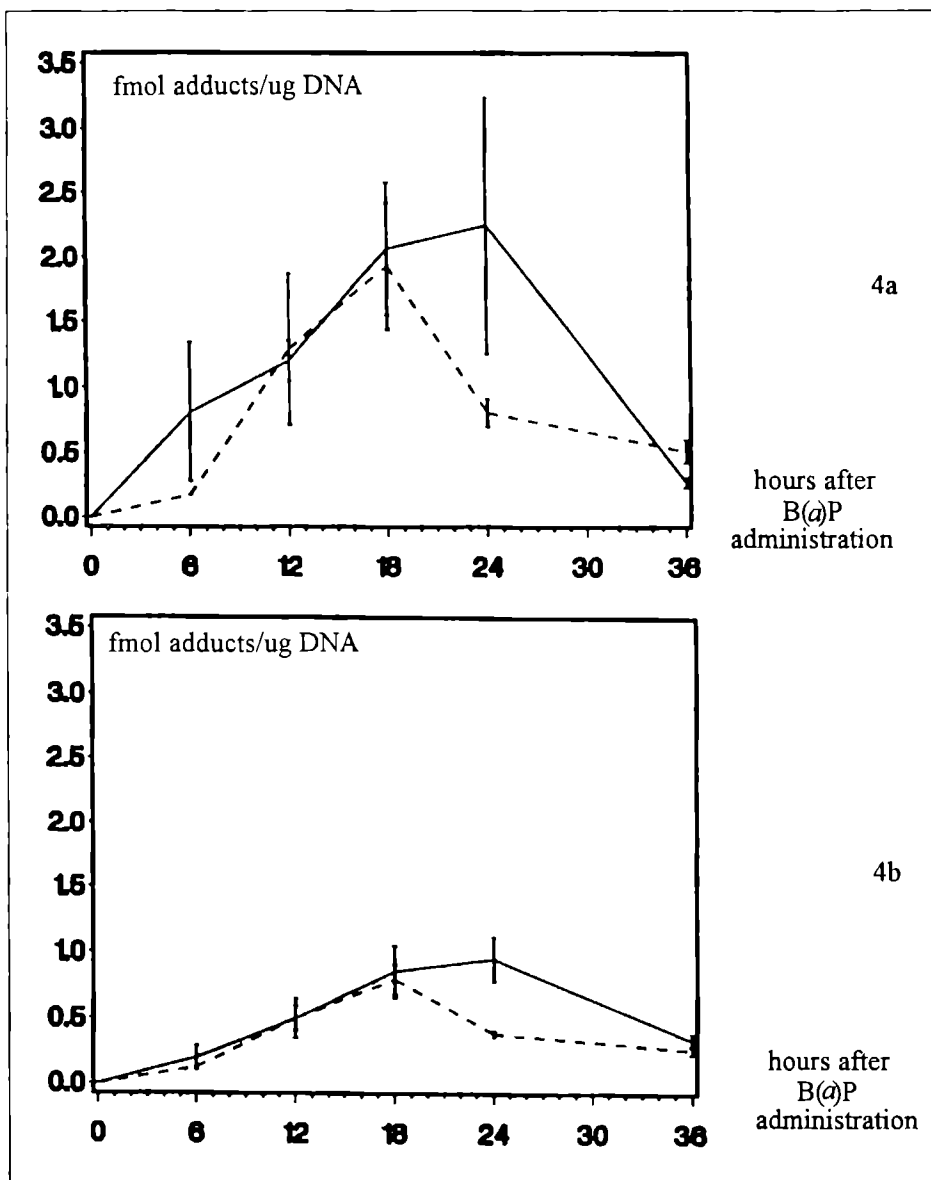 3.5
fmol adducts/ug DNA
3.0
2.5
2.0
1.5
1.0
0.5
0.0
0 6 12 18 24 30 36
4a
hours after
B(a)P
administration
3.5
fmol adducts/ug DNA
3.0
2.5
2.0
1.5
1.0
0.5
0.0
0 6 12 18 24 30 36
4b
hours after
B(a)P
administration